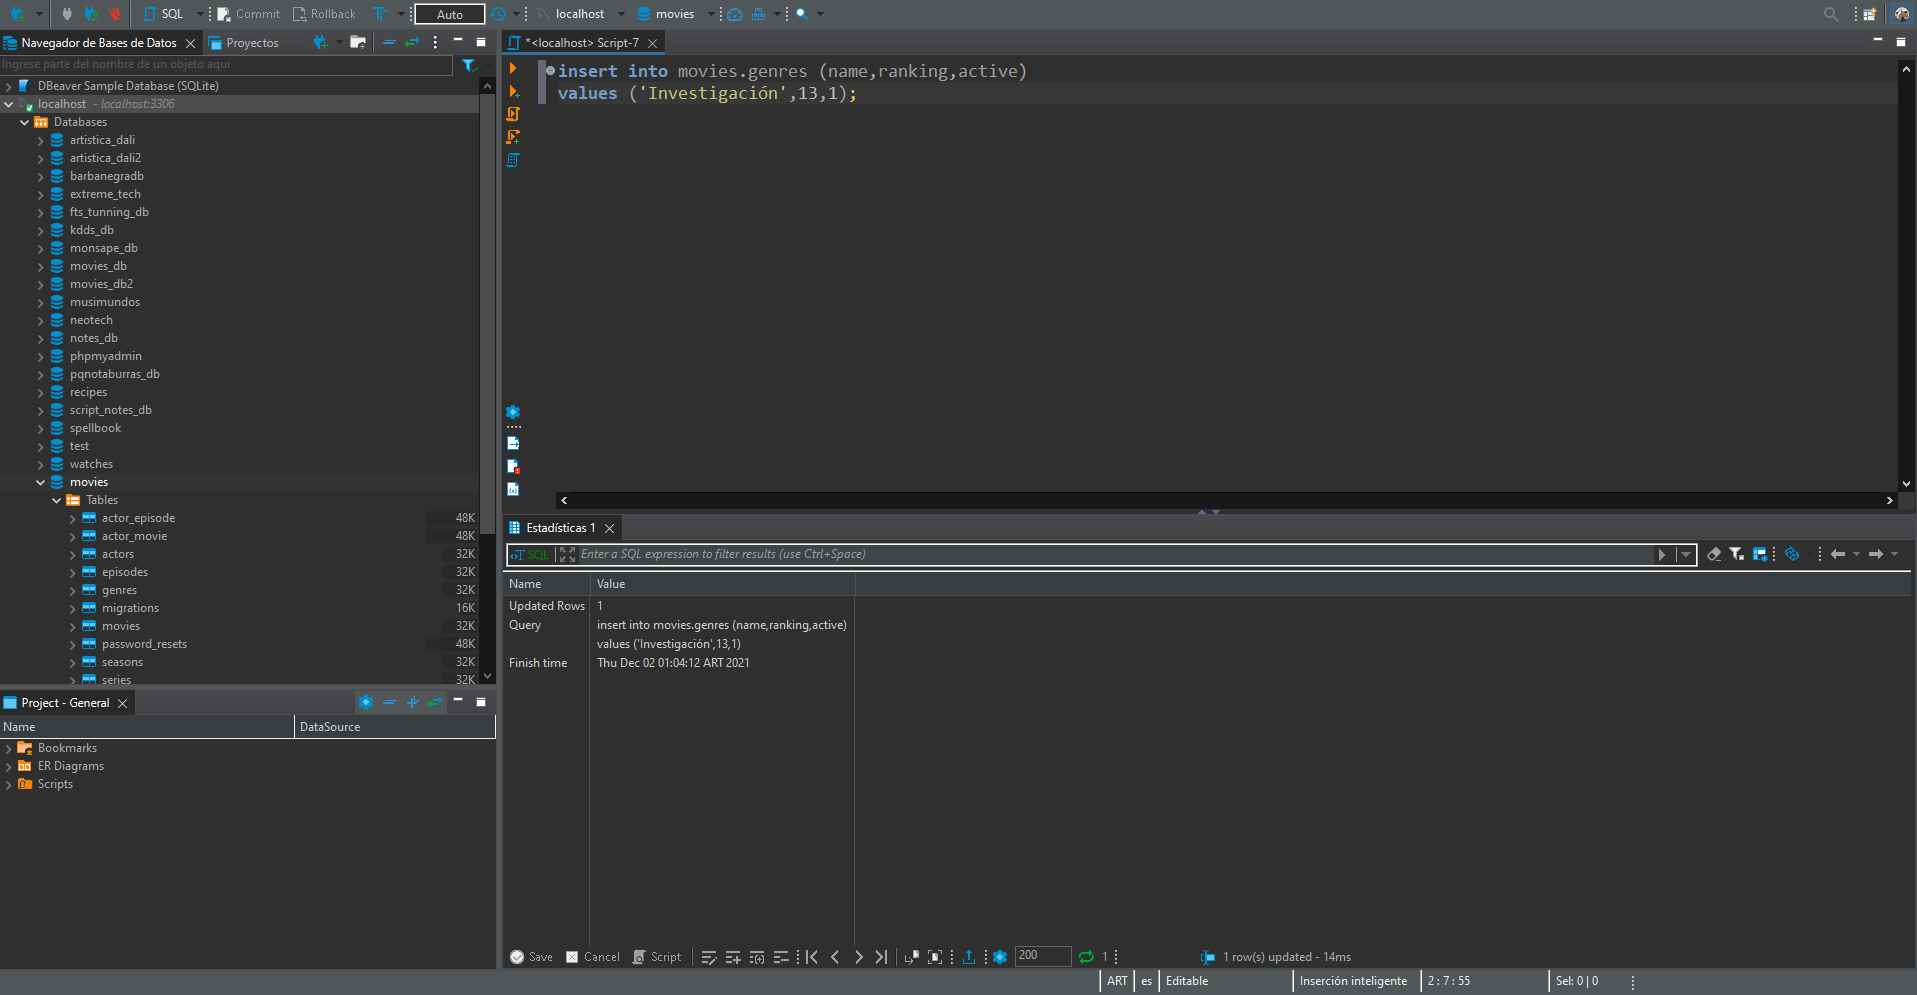 SQL Commit Rollback Auto localhost movies
Navegador de Bases de Datos Proyectos
Ingrese parte del nombre de un objeto aquí
DBeaver Sample Database (SQLite)
localhost - localhost:3306
Databases
artistica_dali
artistica_dali2
barbanegradb
extreme_tech
fts_tunning_db
kdds_db
monsape_db
movies_db
movies_db2
musimundos
neotech
notes_db
phpmyadmin
pqnotaburras_db
recipes
script_notes_db
spellbook
test
watches
movies
Tables
actor_episode 48K
actor_movie 48K
actors 32K
episodes 32K
genres 32K
migrations 16K
movies 32K
password_resets 48K
seasons 32K
series 32K
Project - General
Name DataSource
Bookmarks
ER Diagrams
Scripts
*<localhost> Script-7
insert into movies.genres (name,ranking,active)
values ('Investigación',13,1);
Estadísticas 1
SQL Enter a SQL expression to filter results (use Ctrl+Space)
Name Value
Updated Rows 1
Query insert into movies.genres (name,ranking,active)
values ('Investigación',13,1)
Finish time Thu Dec 02 01:04:12 ART 2021
Save Cancel Script 200 1 1 row(s) updated - 14ms
ART es Editable Inserción inteligente 2 : 7 : 55 Sel: 0 | 0